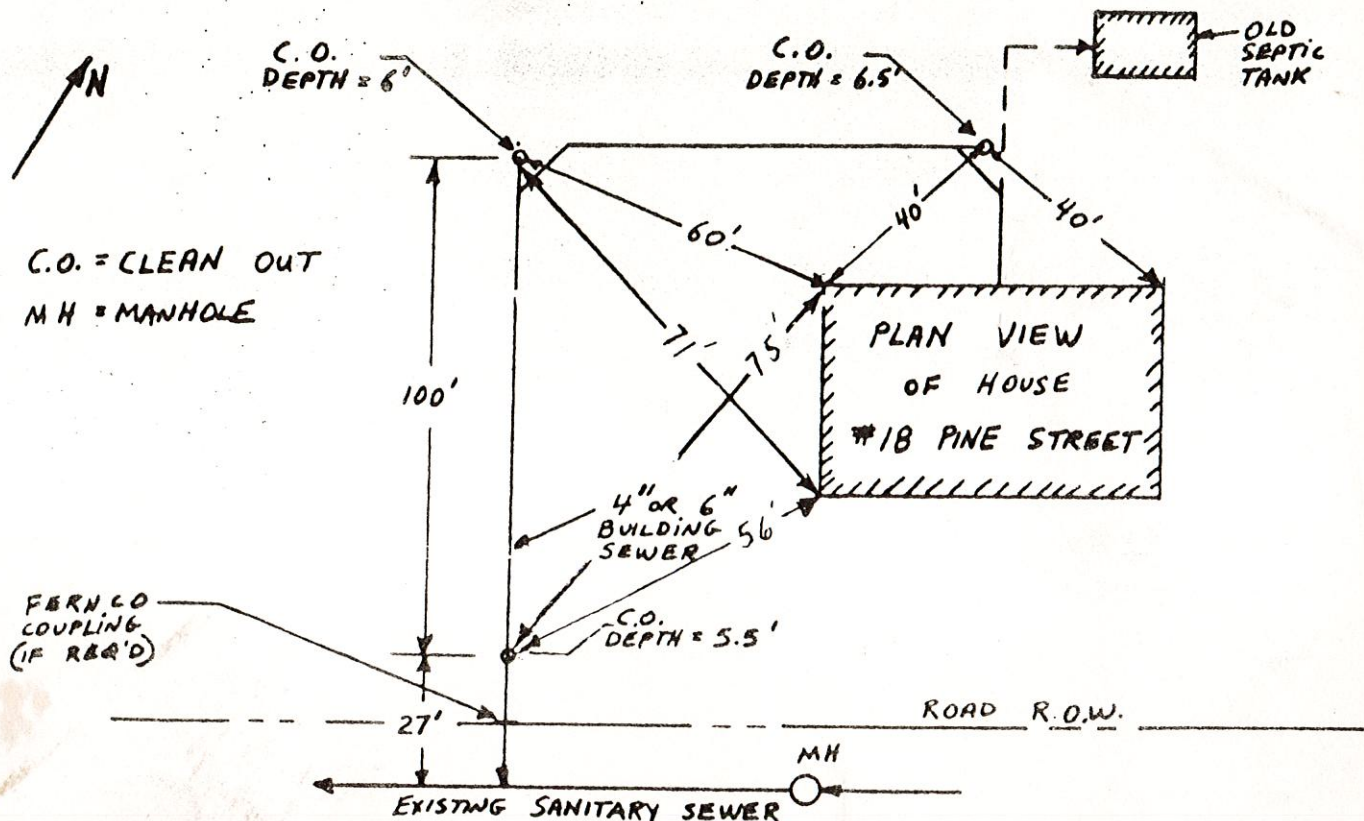 C.O.
DEPTH = 6'
C.O.
DEPTH = 6.5'
OLD
SEPTIC
TANK
N
C.O. = CLEAN OUT
MH = MANHOLE
60'
40'
40'
71'
75'
100'
PLAN VIEW
OF HOUSE
#18 PINE STREET
4" OR 6"
BUILDING
SEWER
56'
FERNCO
COUPLING
(IF REQ'D)
C.O.
DEPTH = 5.5'
27'
ROAD R.O.W.
MH
EXISTING SANITARY SEWER